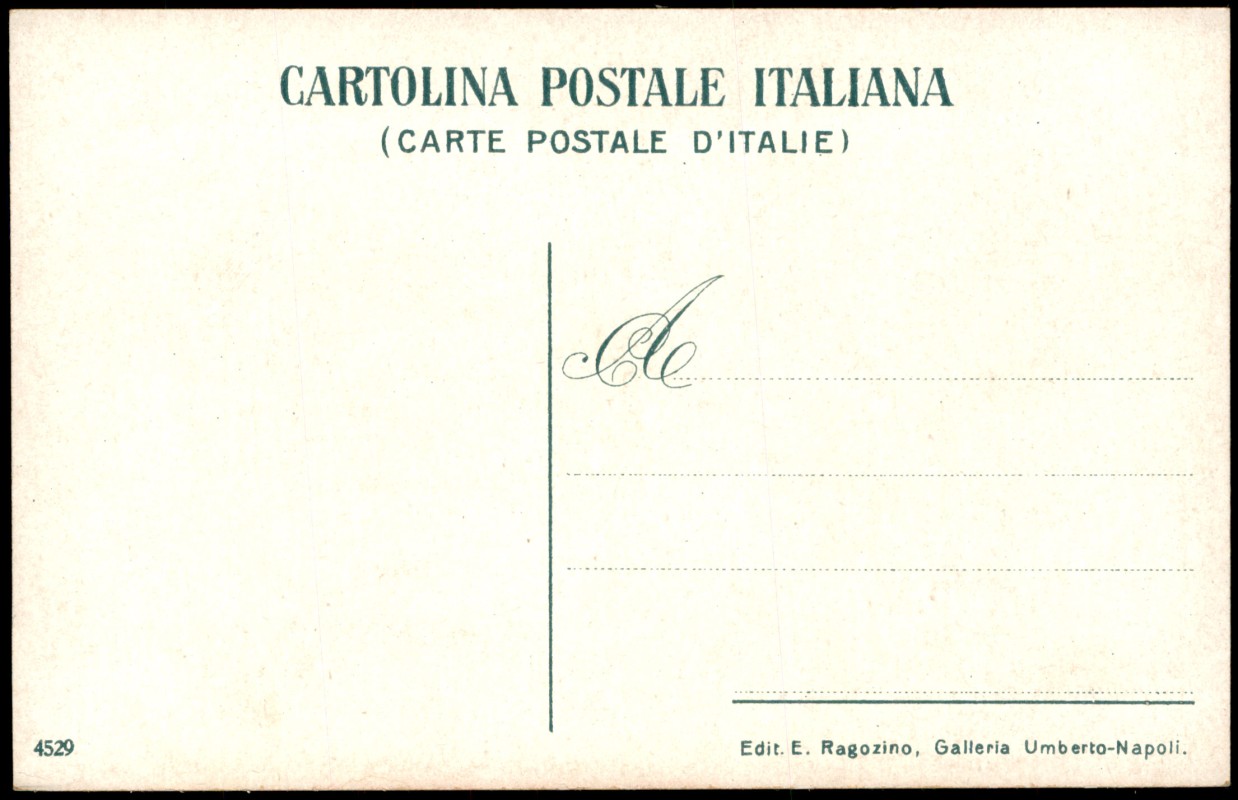 CARTOLINA POSTALE ITALIANA
(CARTE POSTALE D'ITALIE)
A
4529
Edit. E. Ragozino, Galleria Umberto-Napoli.